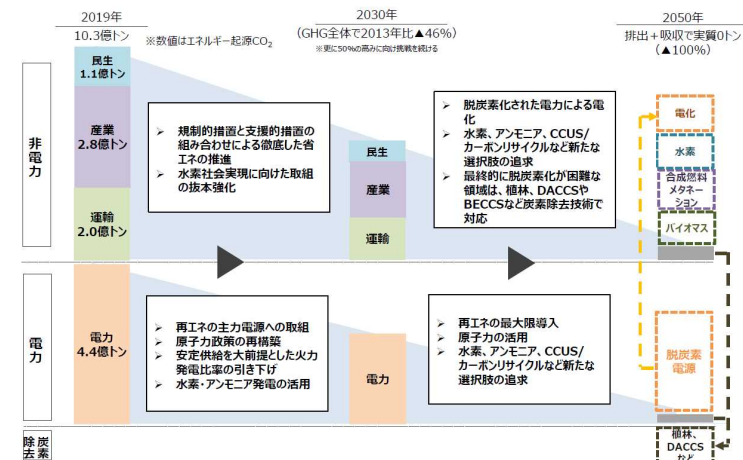 2019年
10.3億トン
※数値はエネルギー起源CO₂
2030年
(GHG全体で2013年比▲46%)
※更に50%の高みに向け挑戦を続ける
2050年
排出+吸収で実質0トン
(▲100%)
非電力
民生
1.1億トン
産業
2.8億トン
運輸
2.0億トン
➢ 規制的措置と支援的措置の
組み合わせによる徹底した省
エネの推進
➢ 水素社会実現に向けた取組
の抜本強化
民生
産業
運輸
➢ 脱炭素化された電力による電
化
➢ 水素、アンモニア、CCUS/
カーボンリサイクルなど新たな
選択肢の追求
➢ 最終的に脱炭素化が困難な
領域は、植林、DACCSや
BECCSなど炭素除去技術で
対応
電化
水素
合成燃料
メタネー
ション
バイオマス
電力
電力
4.4億トン
➢ 再エネの主力電源への取組
➢ 原子力政策の再構築
➢ 安定供給を大前提とした火力
発電比率の引き下げ
➢ 水素・アンモニア発電の活用
電力
➢ 再エネの最大限導入
➢ 原子力の活用
➢ 水素、アンモニア、CCUS/
カーボンリサイクルなど新たな
選択肢の追求
脱炭素
電源
炭素
除去
植林、
DACCS
など